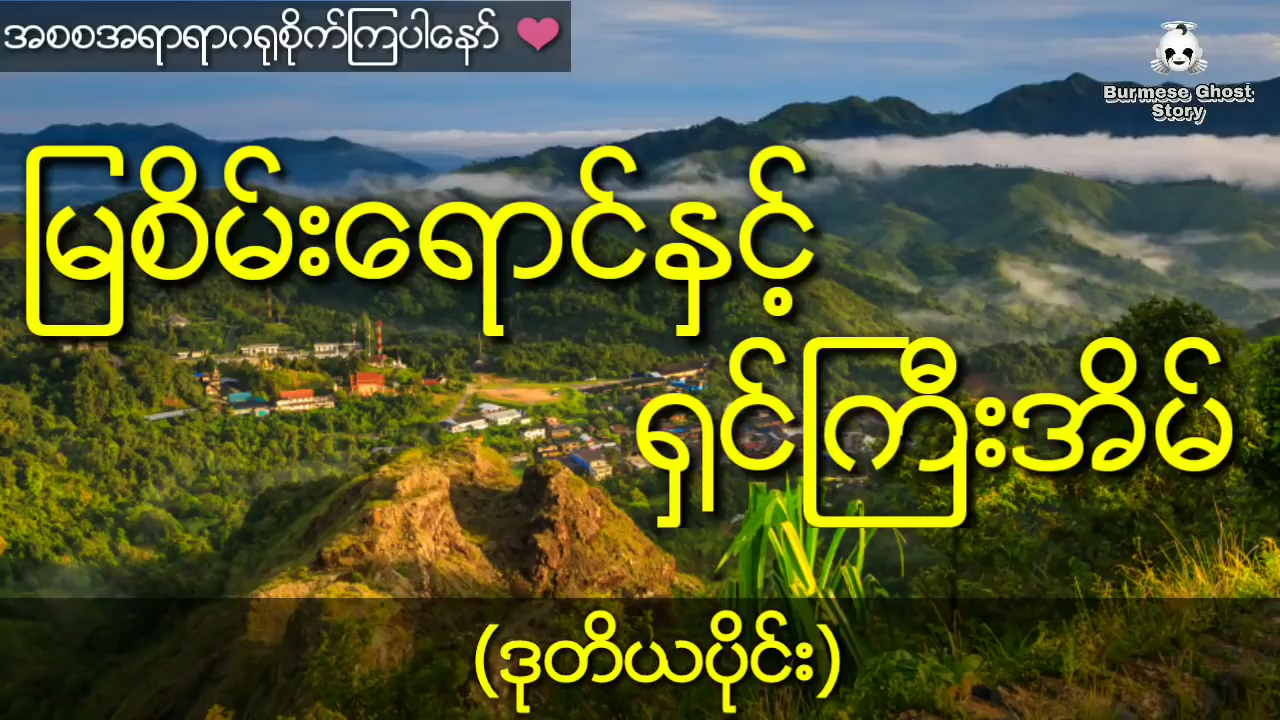 အစစအရာရာဂရုစိုက်ကြပါနော် ❤
Burmese Ghost
Story
မြစိမ်းရောင်နှင့်
ရှင်ကြီးအိမ်
(ဒုတိယပိုင်း)